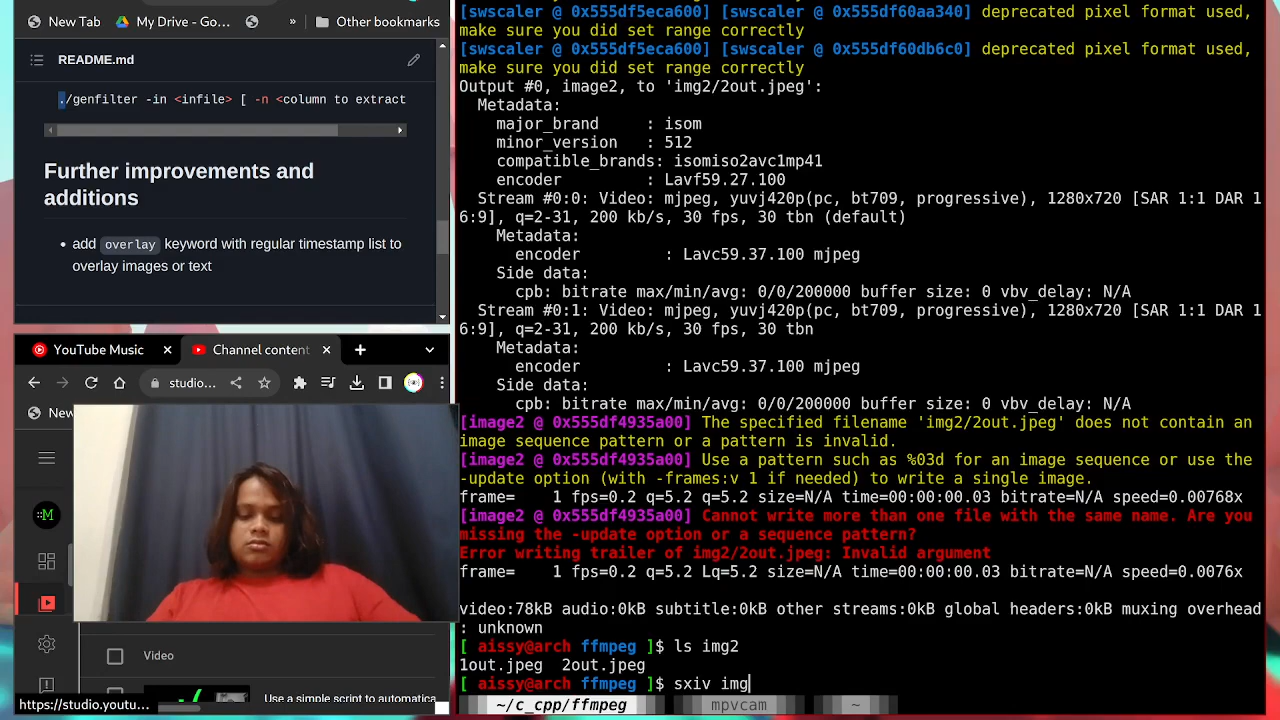 New Tab
My Drive - Go...
»
Other bookmarks
README.md
./genfilter -in <infile> [ -n <column to extract
Further improvements and
additions
• add overlay keyword with regular timestamp list to
overlay images or text
YouTube Music
Channel content
studio...
New
:M
Video
Use a simple script to automatica
https://studio.youtu...
[swscaler @ 0x555df5eca600] [swscaler @ 0x555df60aa340] deprecated pixel format used,
make sure you did set range correctly
[swscaler @ 0x555df5eca600] [swscaler @ 0x555df60db6c0] deprecated pixel format used,
make sure you did set range correctly
Output #0, image2, to 'img2/2out.jpeg':
Metadata:
major_brand     : isom
minor_version   : 512
compatible_brands: isomiso2avc1mp41
encoder         : Lavf59.27.100
Stream #0:0: Video: mjpeg, yuvj420p(pc, bt709, progressive), 1280x720 [SAR 1:1 DAR 1
6:9], q=2-31, 200 kb/s, 30 fps, 30 tbn (default)
Metadata:
encoder         : Lavc59.37.100 mjpeg
Side data:
cpb: bitrate max/min/avg: 0/0/200000 buffer size: 0 vbv_delay: N/A
Stream #0:1: Video: mjpeg, yuvj420p(pc, bt709, progressive), 1280x720 [SAR 1:1 DAR 1
6:9], q=2-31, 200 kb/s, 30 fps, 30 tbn
Metadata:
encoder         : Lavc59.37.100 mjpeg
Side data:
cpb: bitrate max/min/avg: 0/0/200000 buffer size: 0 vbv_delay: N/A
[image2 @ 0x555df4935a00] The specified filename 'img2/2out.jpeg' does not contain an
image sequence pattern or a pattern is invalid.
[image2 @ 0x555df4935a00] Use a pattern such as %03d for an image sequence or use the
-update option (with -frames:v 1 if needed) to write a single image.
frame=    1 fps=0.2 q=5.2 q=5.2 size=N/A time=00:00:00.03 bitrate=N/A speed=0.00768x
[image2 @ 0x555df4935a00] Cannot write more than one file with the same name. Are you
missing the -update option or a sequence pattern?
Error writing trailer of img2/2out.jpeg: Invalid argument
frame=    1 fps=0.2 q=5.2 Lq=5.2 size=N/A time=00:00:00.03 bitrate=N/A speed=0.0076x
video:78kB audio:0kB subtitle:0kB other streams:0kB global headers:0kB muxing overhead
: unknown
[ aissy@arch ffmpeg ]$ ls img2
1out.jpeg  2out.jpeg
[ aissy@arch ffmpeg ]$ sxiv img
~/c_cpp/ffmpeg
mpvcam
~